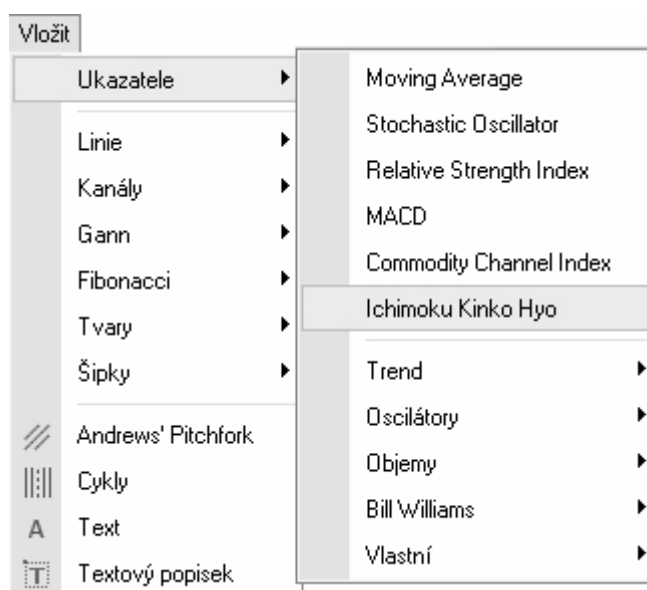 Vložit
Ukazatele
Linie
Kanály
Gann
Fibonacci
Tvary
Šipky
Andrews' Pitchfork
Cykly
A Text
T Textový popisek
Moving Average
Stochastic Oscillator
Relative Strength Index
MACD
Commodity Channel Index
Ichimoku Kinko Hyo
Trend
Oscilátory
Objemy
Bill Williams
Vlastní